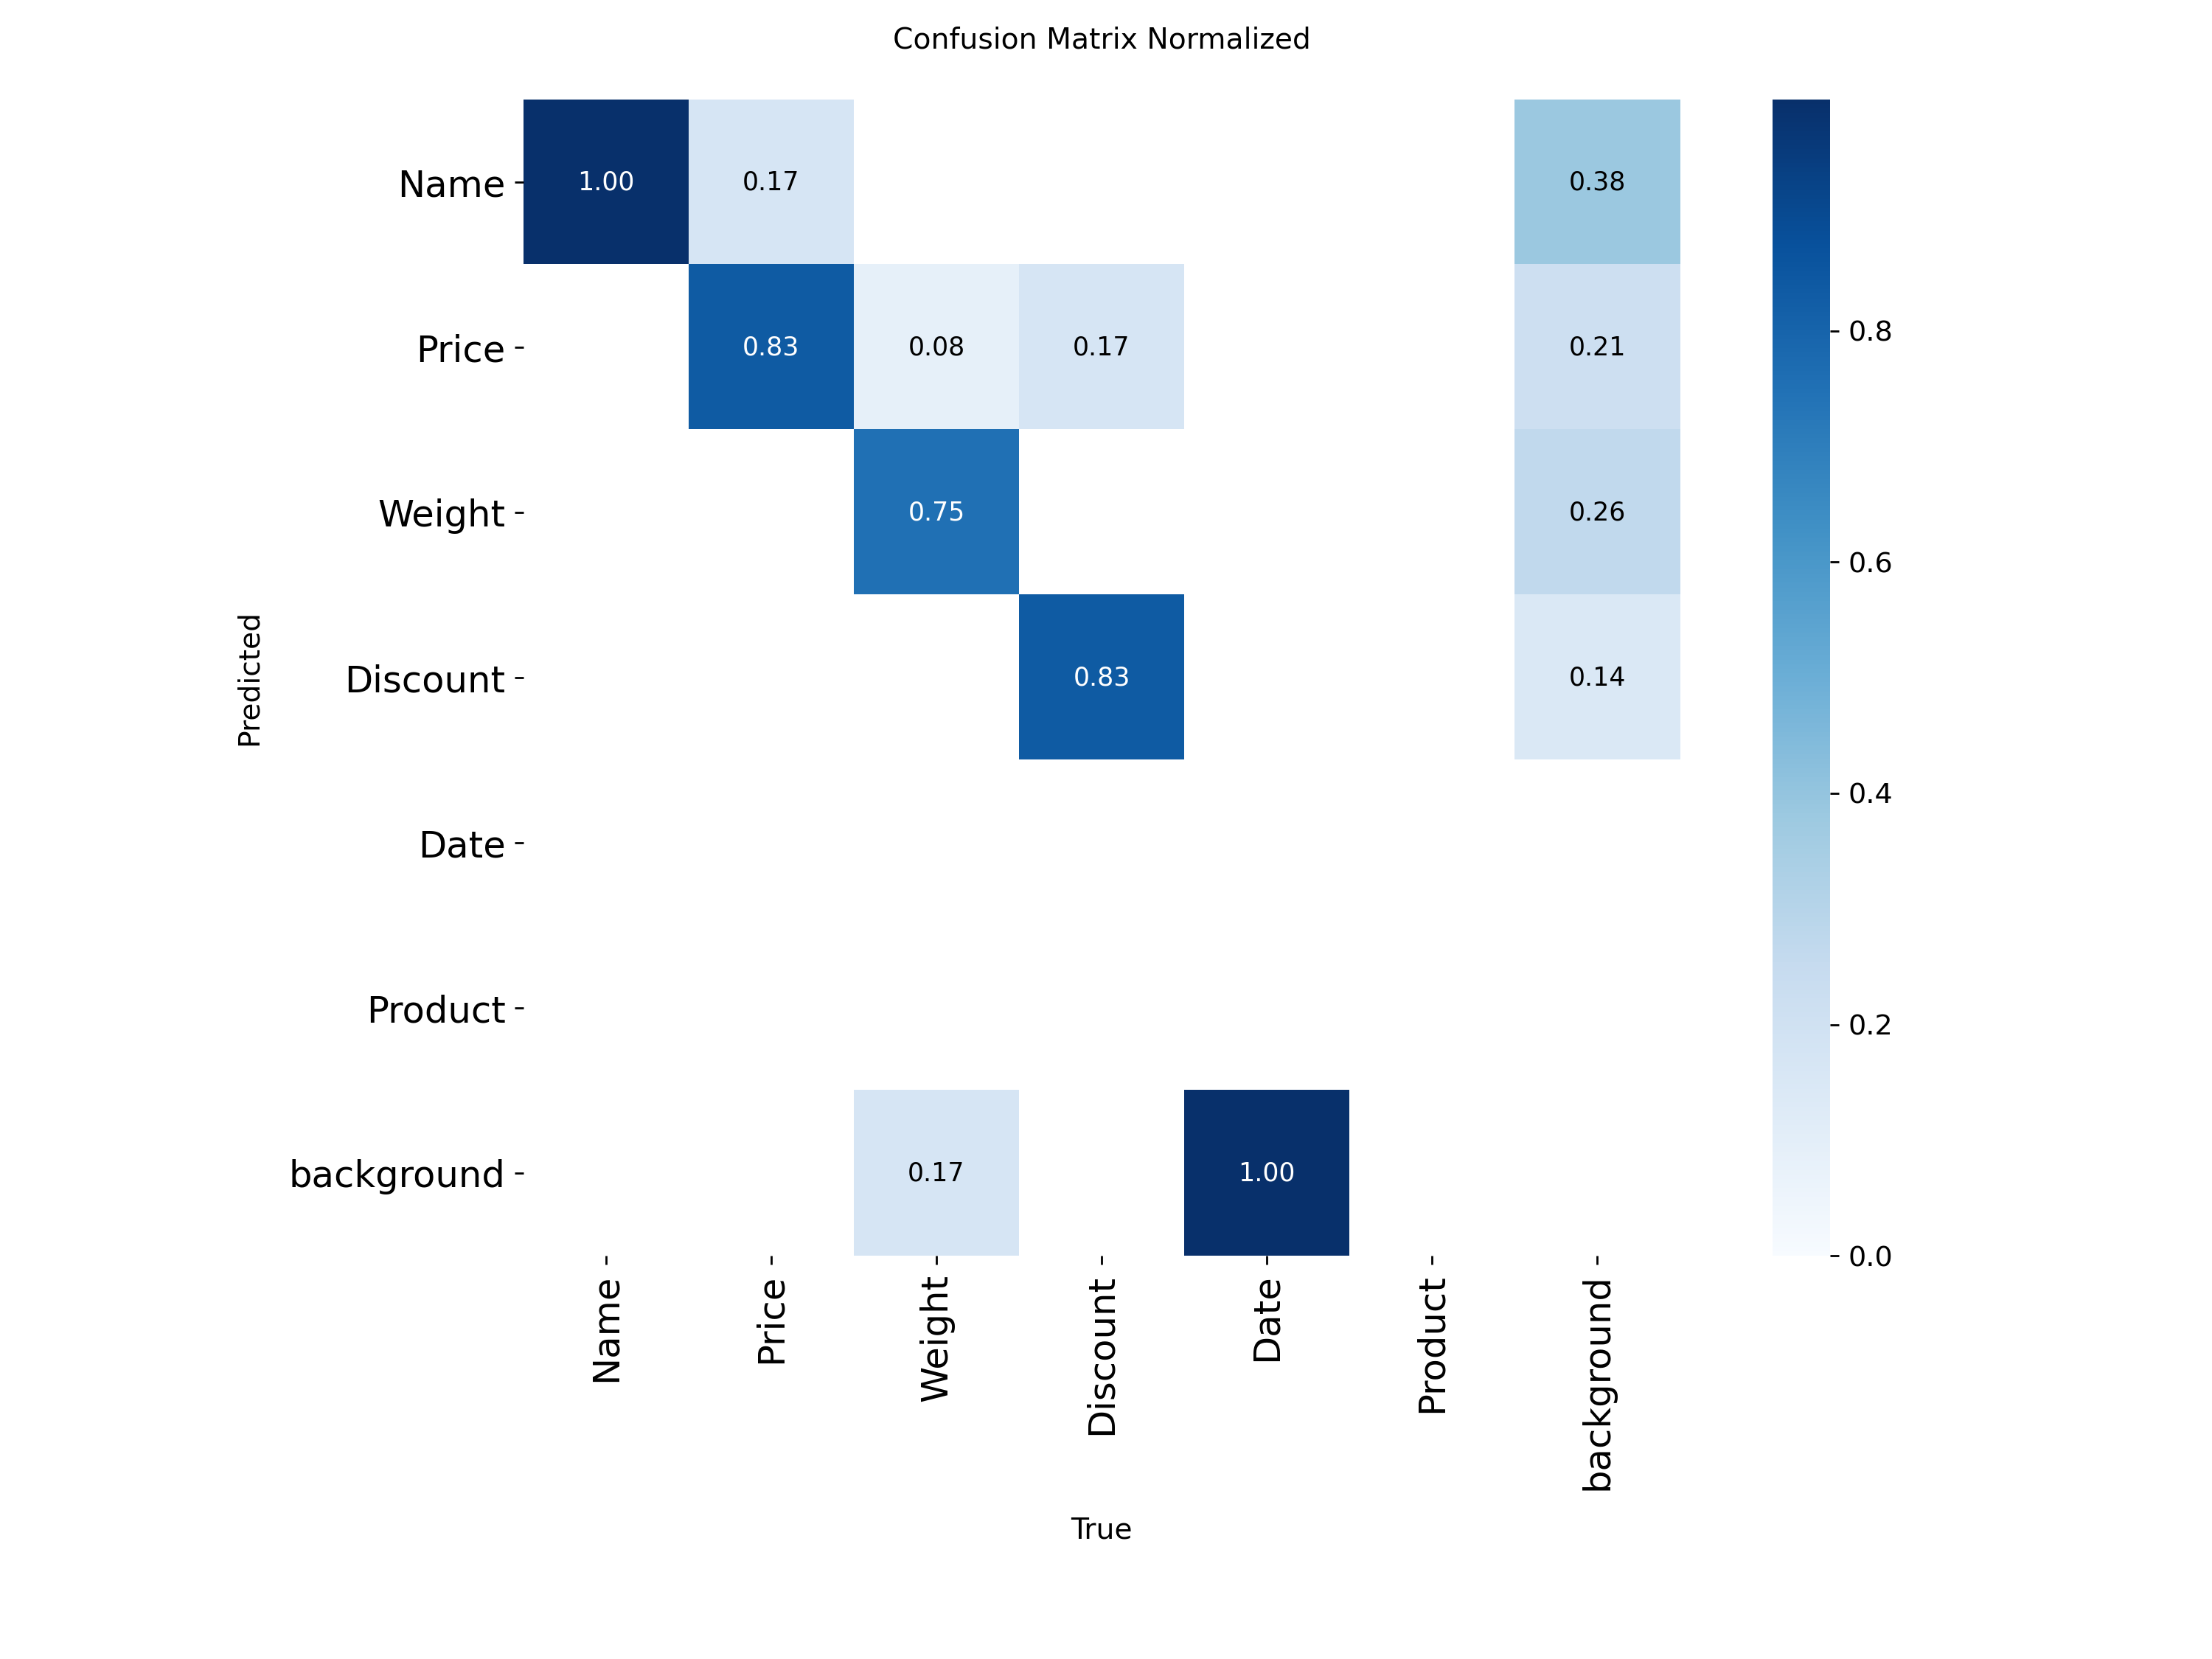 Confusion Matrix Normalized
Name 1.00 0.17 0.38
Price 0.83 0.08 0.17 0.21 0.8
Weight 0.75 0.26 0.6
Discount 0.83 0.14
Predicted
0.4
Date
Product 0.2
background 0.17 1.00
0.0
Name Price Weight Discount Date Product background
True